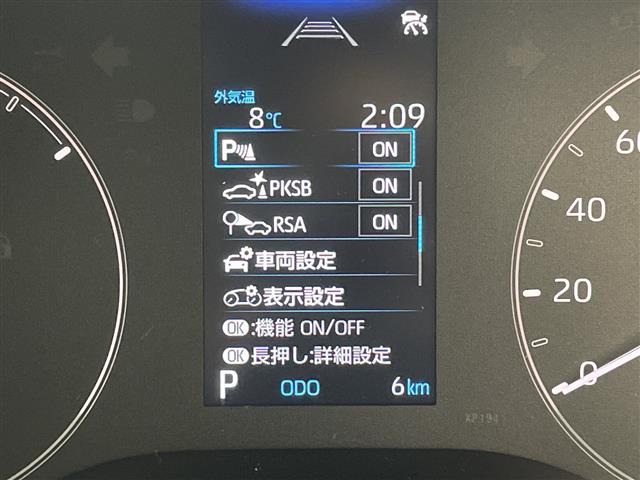 外気温
8℃ 2:09
P ON
PKSB ON
RSA ON
車両設定
表示設定
OK:機能 ON/OFF
OK長押し:詳細設定
P ODO 6km
60
40
20
0
XP194